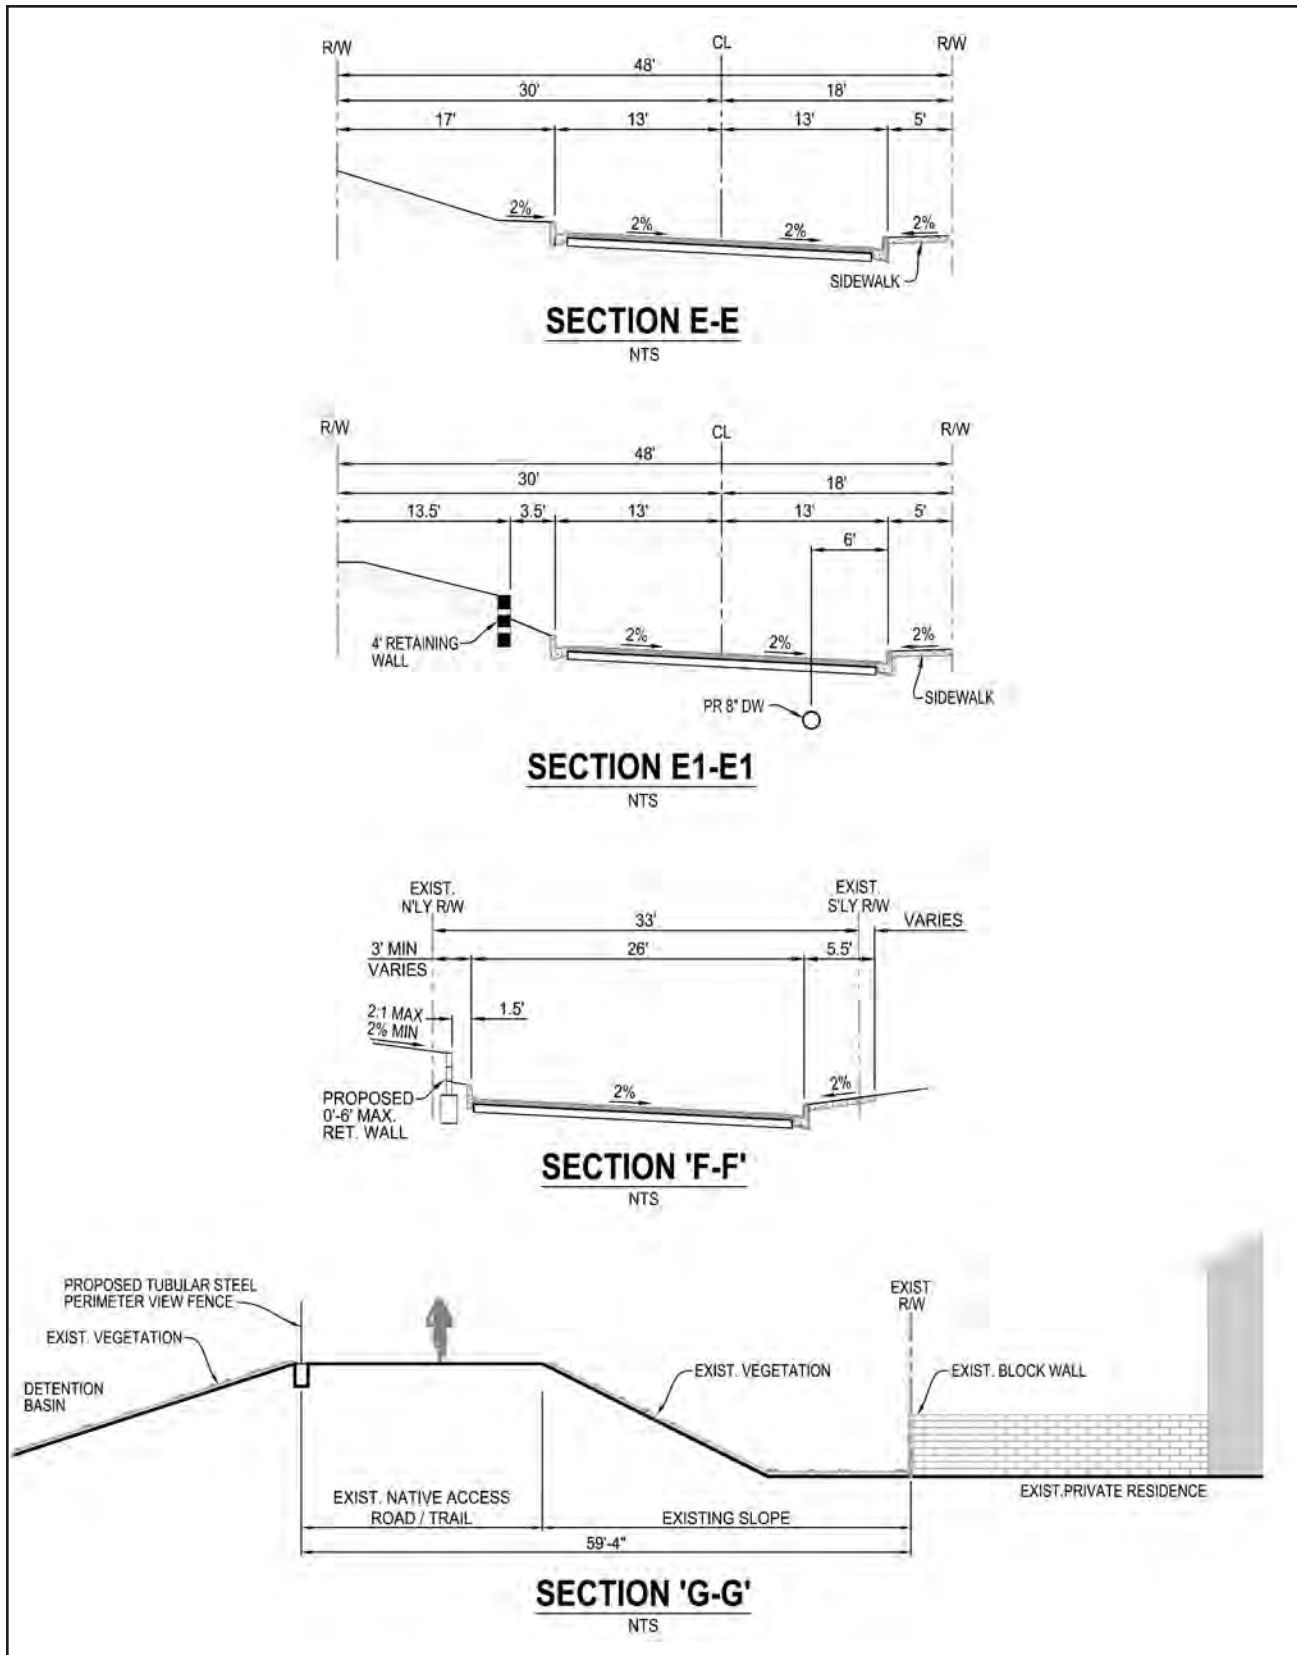 R/W
CL
R/W
48'
30'
18'
17'
13'
13'
5'
2%
2%
2%
2%
SIDEWALK
SECTION E-E
NTS
R/W
CL
R/W
48'
30'
18'
13.5'
3.5'
13'
13'
5'
6'
4' RETAINING
WALL
2%
2%
2%
SIDEWALK
PR 8" DW
SECTION E1-E1
NTS
EXIST.
N'LY R/W
EXIST.
S'LY R/W
33'
VARIES
3' MIN
VARIES
26'
5.5'
2:1 MAX
2% MIN
1.5'
PROPOSED
0'-6' MAX.
RET. WALL
2%
2%
SECTION 'F-F'
NTS
PROPOSED TUBULAR STEEL
PERIMETER VIEW FENCE
EXIST. VEGETATION
DETENTION
BASIN
EXIST. VEGETATION
EXIST
R/W
EXIST. BLOCK WALL
EXIST.PRIVATE RESIDENCE
EXIST. NATIVE ACCESS
ROAD / TRAIL
EXISTING SLOPE
59'-4"
SECTION 'G-G'
NTS